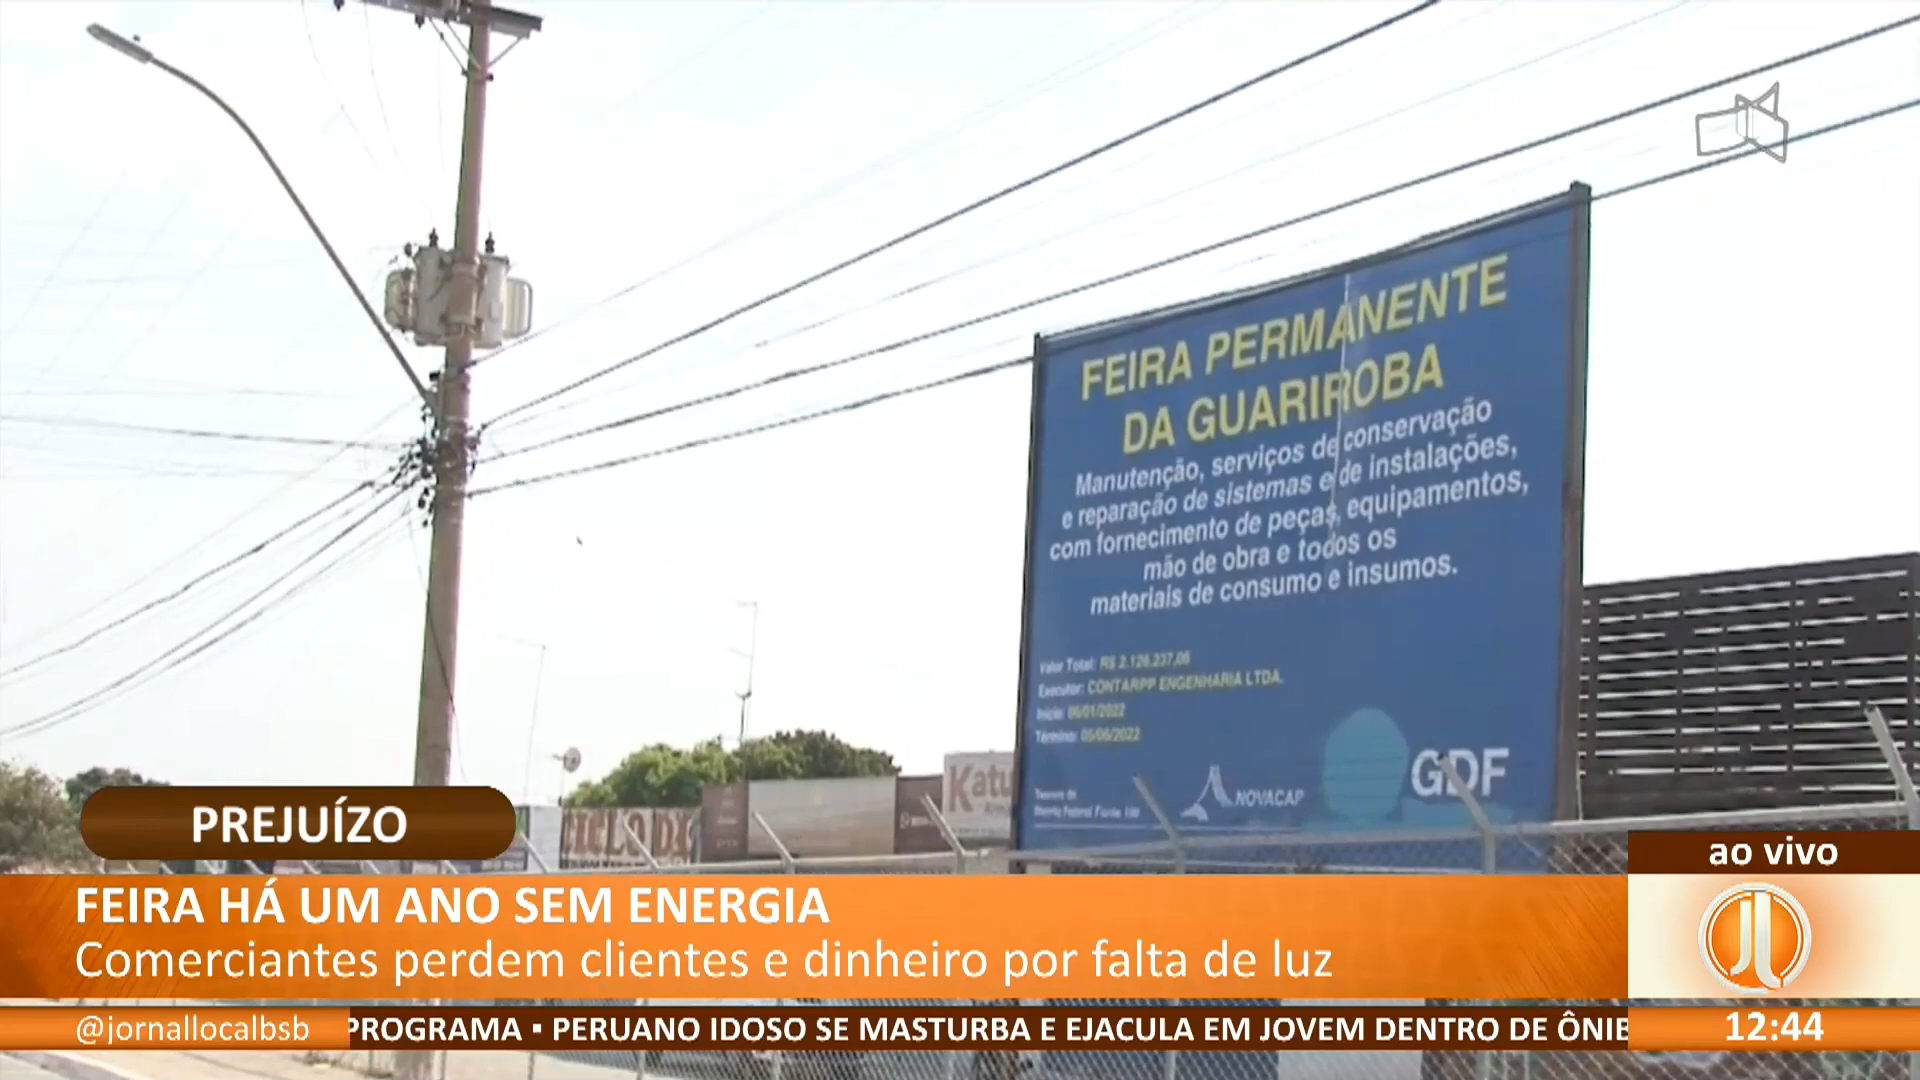 FEIRA PERMANENTE
DA GUARIROBA
Manutenção, serviços de conservação
e reparação de sistemas e de instalações,
com fornecimento de peças, equipamentos,
mão de obra e todos os
materiais de consumo e insumos.
Valor Total: R$ 2.126.237,06
Executor: CONTARPP ENGENHARIA LTDA.
Início: 06/01/2022
Término: 05/06/2022
NOVACAP
GDF
Katu
CICLO
PREJUÍZO
ao vivo
FEIRA HÁ UM ANO SEM ENERGIA
Comerciantes perdem clientes e dinheiro por falta de luz
JL
@jornallocalbsb
PROGRAMA ▪ PERUANO IDOSO SE MASTURBA E EJACULA EM JOVEM DENTRO DE ÔNIB
12:44